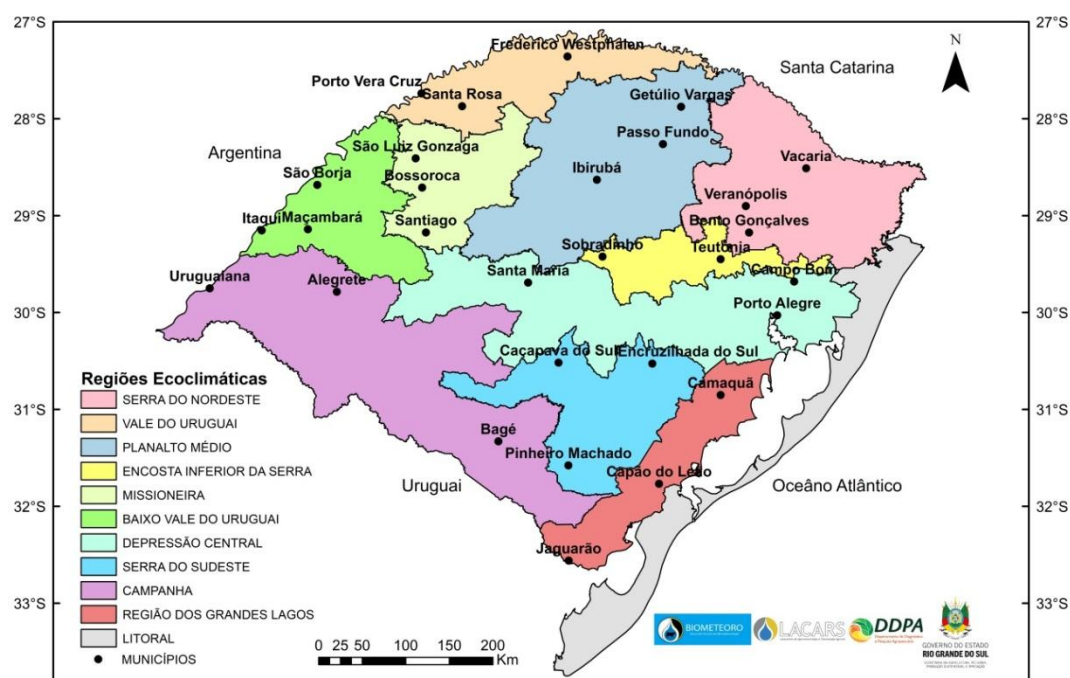 27°S
27°S
Frederico Westphalen
N
Santa Catarina
Porto Vera Cruz
Santa Rosa
Getúlio Vargas
28°S
28°S
Passo Fundo
Argentina
São Luiz Gonzaga
Vacaria
Ibirubá
São Borja
Bossoroca
Veranópolis
29°S
29°S
Itaqui
Maçambará
Santiago
Bento Gonçalves
Sobradinho
Teutônia
Uruguaiana
Alegrete
Santa Maria
Campo Bom
30°S
30°S
Porto Alegre
Caçapava do Sul
Encruzilhada do Sul
Regiões Ecoclimáticas
Camaquã
31°S
31°S
SERRA DO NORDESTE
VALE DO URUGUAI
PLANALTO MÉDIO
ENCOSTA INFERIOR DA SERRA
MISSIONEIRA
BAIXO VALE DO URUGUAI
DEPRESSÃO CENTRAL
SERRA DO SUDESTE
CAMPANHA
REGIÃO DOS GRANDES LAGOS
LITORAL
MUNICÍPIOS
Bagé
Pinheiro Machado
Capão do Leão
Uruguai
Oceâno Atlântico
32°S
32°S
Jaguarão
33°S
33°S
0 25 50 100 150 200
Km
BIOMETEORO
LACARS
DDPA
GOVERNO DO ESTADO
RIO GRANDE DO SUL